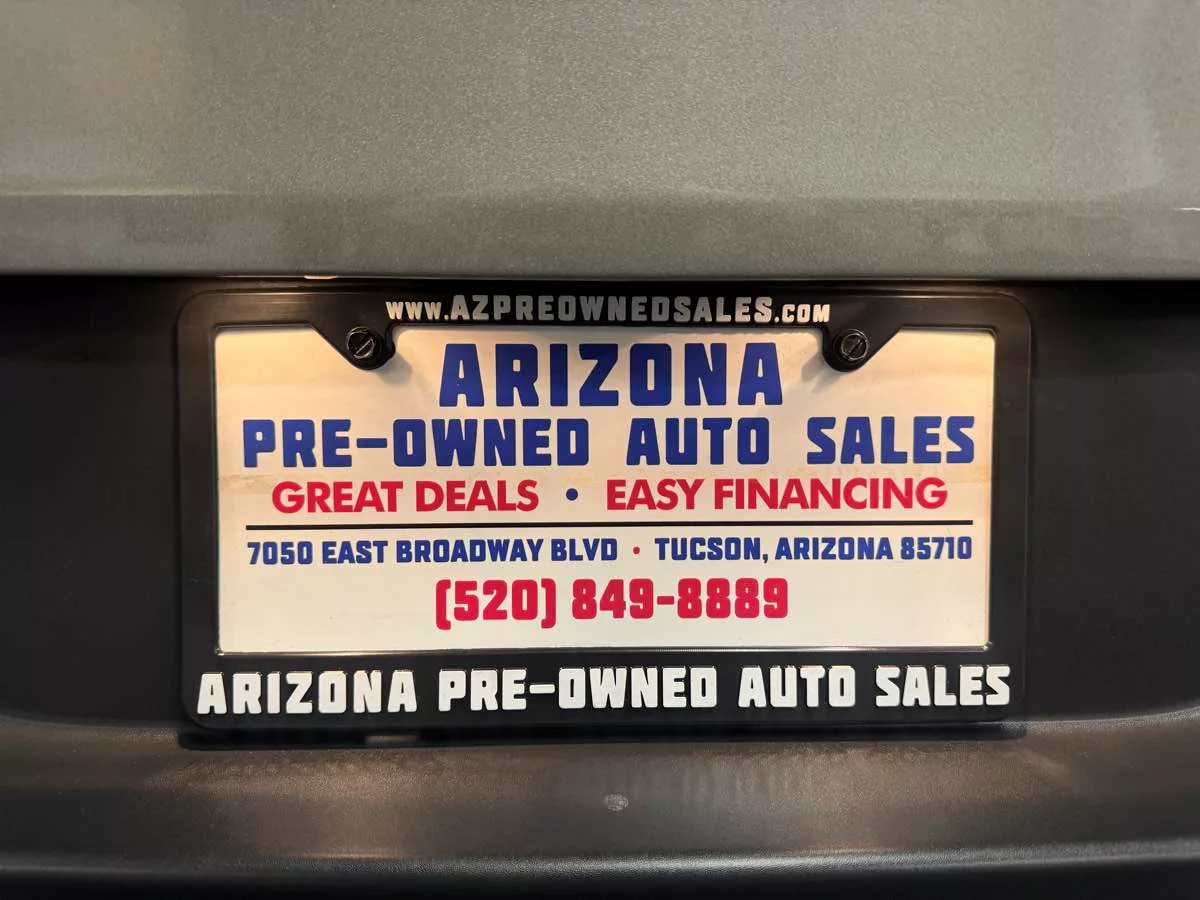 www.AZPREOWNEDSALES.com
ARIZONA
PRE-OWNED AUTO SALES
GREAT DEALS • EASY FINANCING
7050 EAST BROADWAY BLVD • TUCSON, ARIZONA 85710
(520) 849-8889
ARIZONA PRE-OWNED AUTO SALES